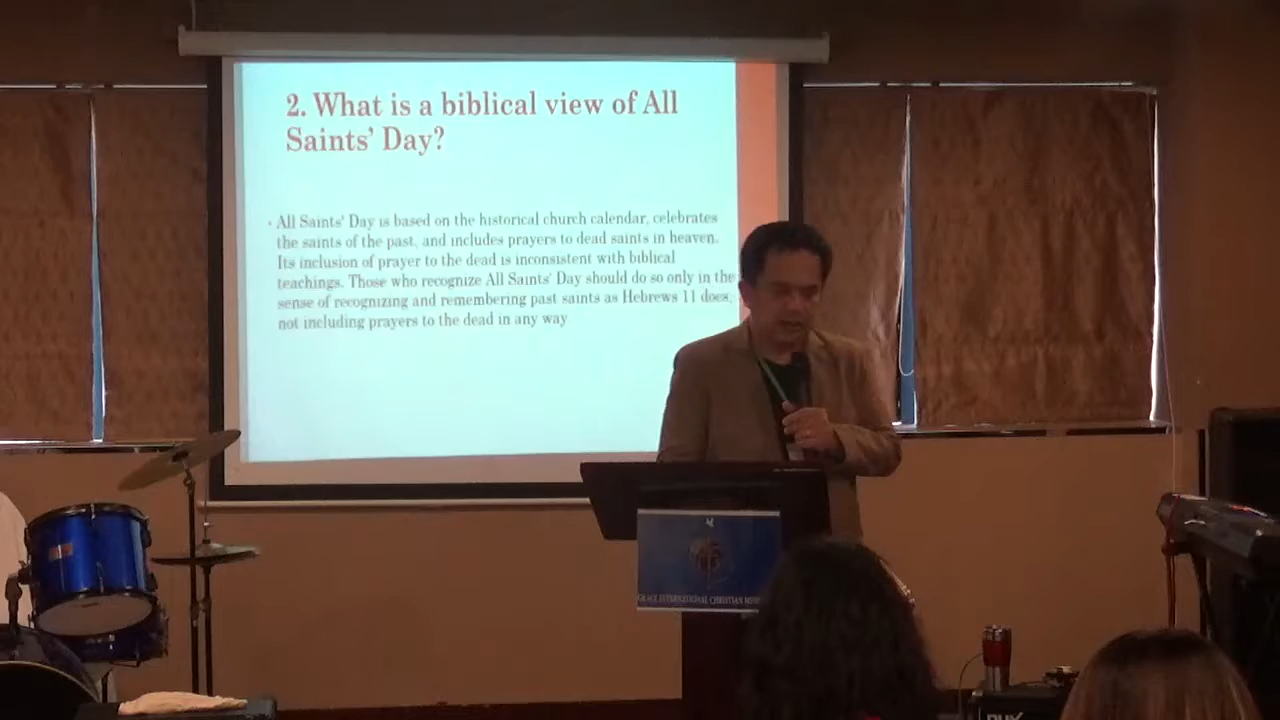 2. What is a biblical view of All
Saints' Day?
• All Saints' Day is based on the historical church calendar, celebrates
the saints of the past, and includes prayers to dead saints in heaven.
Its inclusion of prayer to the dead is inconsistent with biblical
teachings. Those who recognize All Saints' Day should do so only in the
sense of recognizing and remembering past saints as Hebrews 11 does,
not including prayers to the dead in any way
GRACE INTERNATIONAL CHRISTIAN